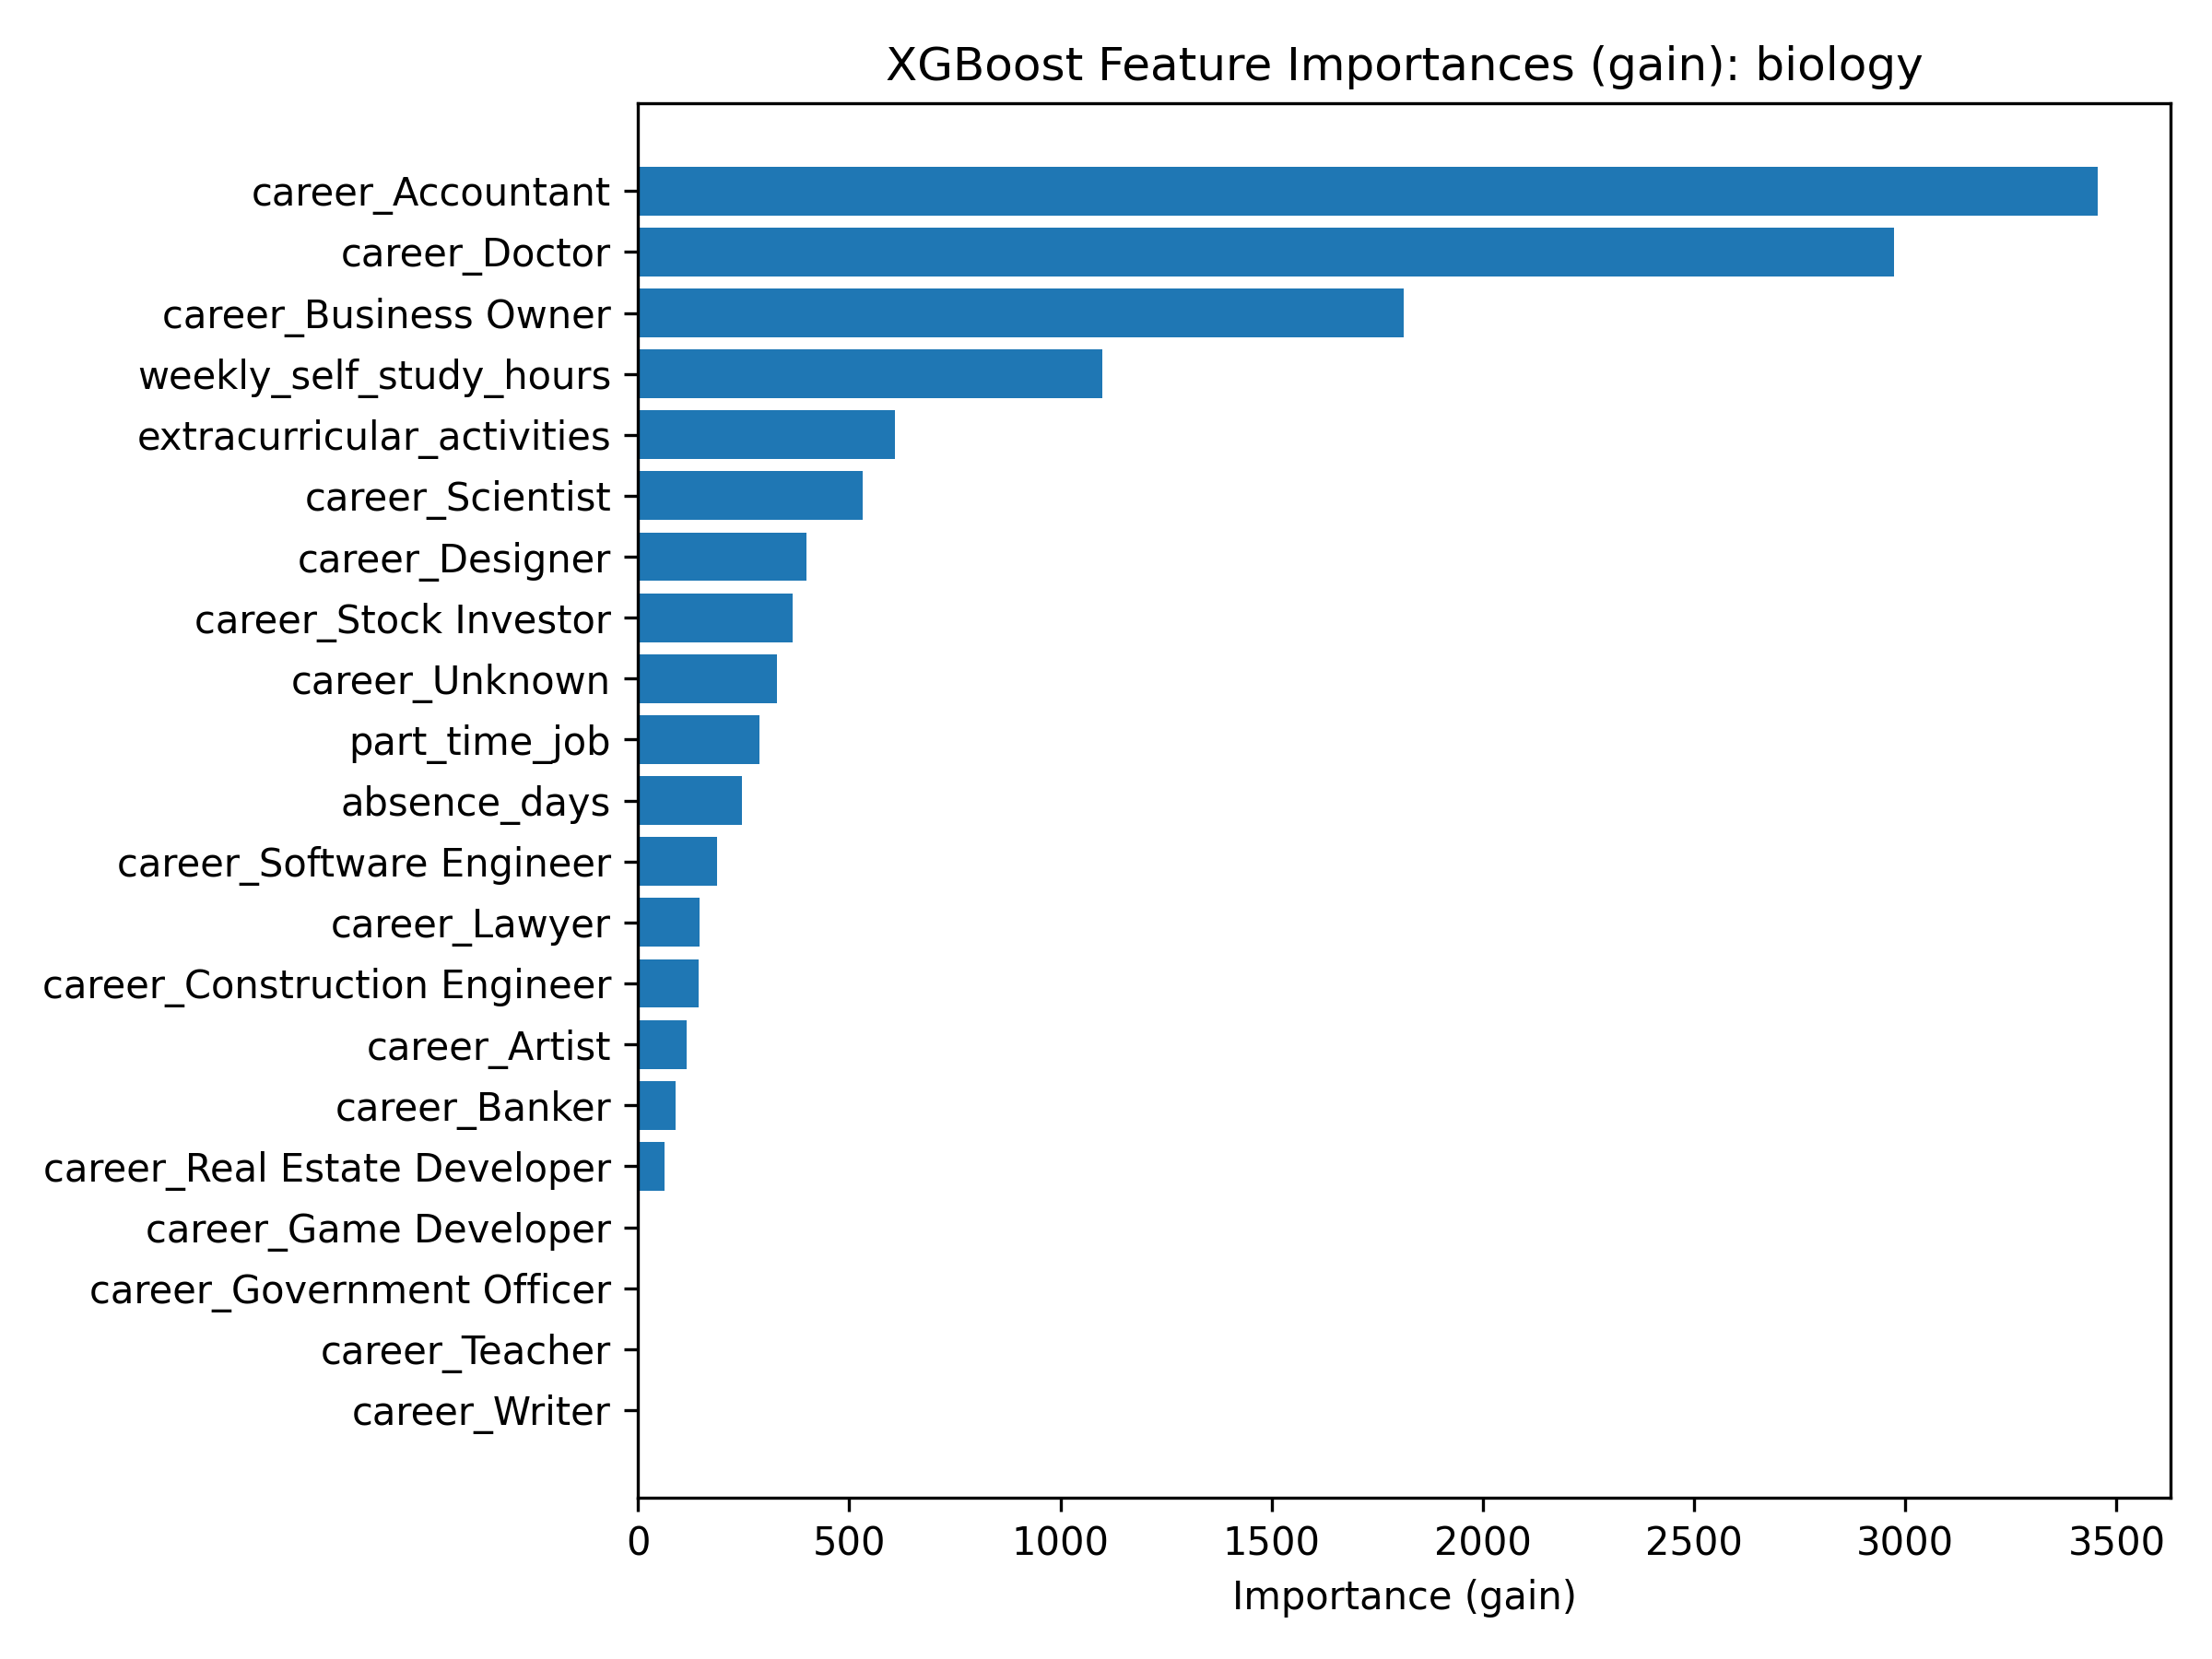 XGBoost Feature Importances (gain): biology
career_Accountant
career_Doctor
career_Business Owner
weekly_self_study_hours
extracurricular_activities
career_Scientist
career_Designer
career_Stock Investor
career_Unknown
part_time_job
absence_days
career_Software Engineer
career_Lawyer
career_Construction Engineer
career_Artist
career_Banker
career_Real Estate Developer
career_Game Developer
career_Government Officer
career_Teacher
career_Writer
0 500 1000 1500 2000 2500 3000 3500
Importance (gain)